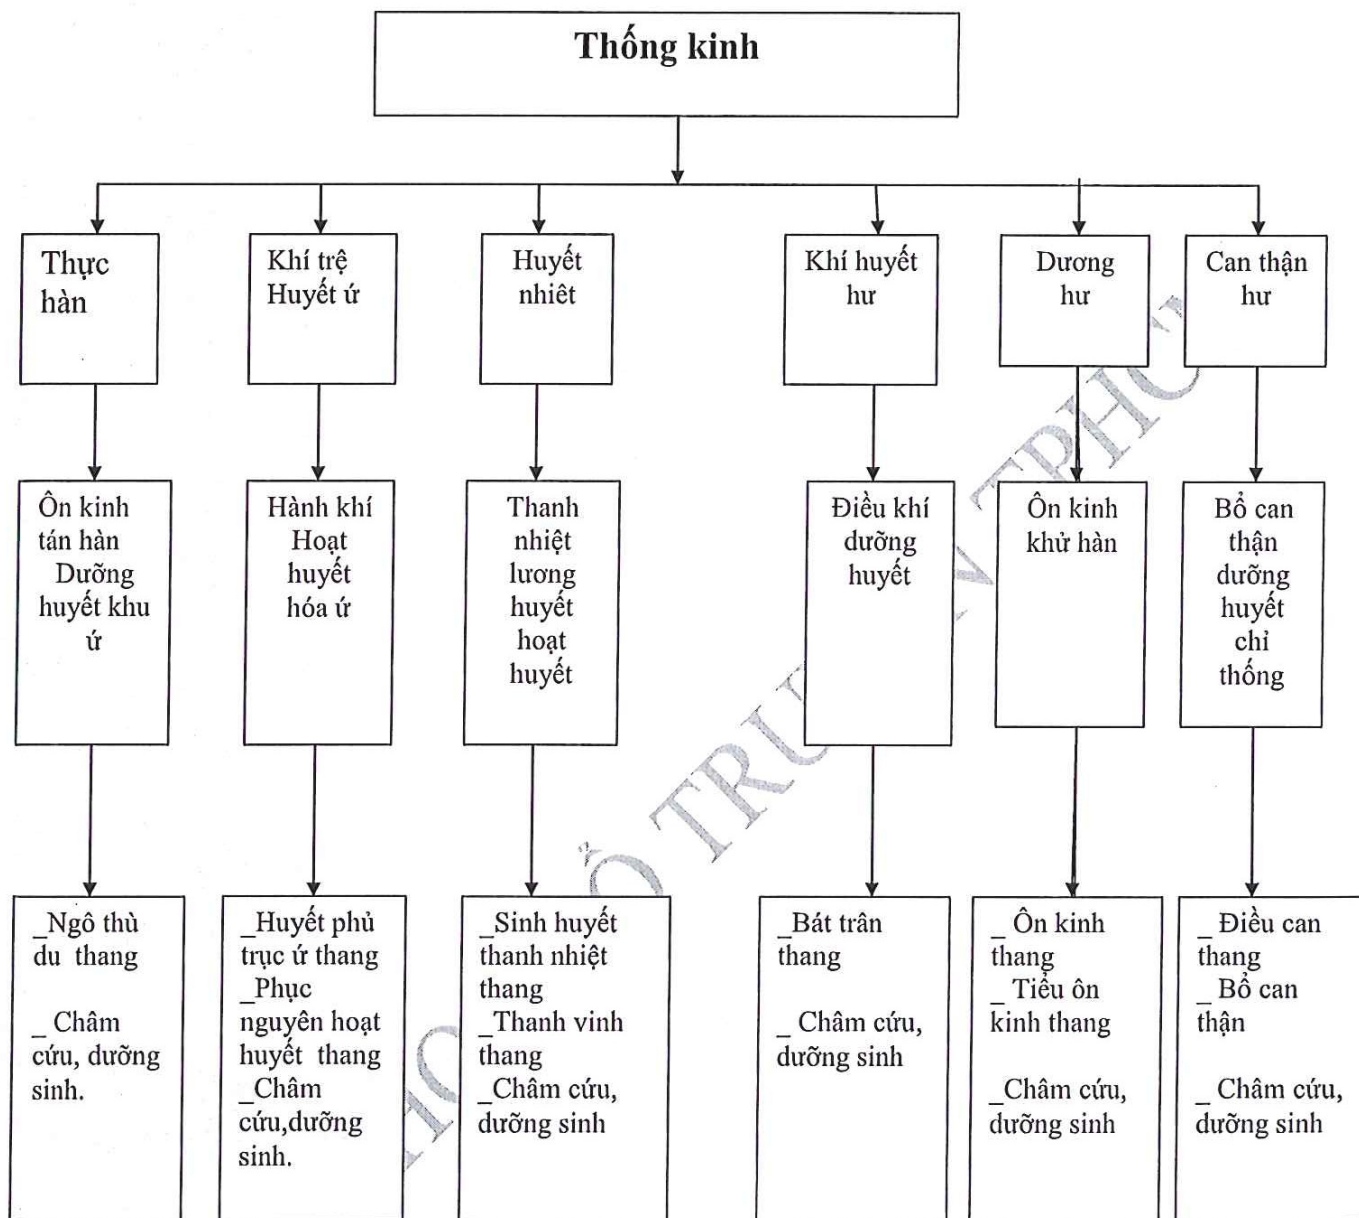 Thống kinh
Thực
hàn
Khí trệ
Huyết ứ
Huyết
nhiêt
Khí huyết
hư
Dương
hư
Can thận
hư
Ôn kinh
tán hàn
Dưỡng
huyết khu
ứ
Hành khí
Hoạt
huyết
hóa ứ
Thanh
nhiệt
lương
huyết
hoạt
huyết
Điều khí
dưỡng
huyết
Ôn kinh
khử hàn
Bổ can
thận
dưỡng
huyết
chỉ
thống
_Ngô thù
du thang
_ Châm
cứu, dưỡng
sinh.
_Huyết phủ
trục ứ thang
_Phục
nguyên hoạt
huyết thang
_Châm
cứu,dưỡng
sinh.
_Sinh huyết
thanh nhiệt
thang
_Thanh vinh
thang
_Châm cứu,
dưỡng sinh
_Bát trân
thang
_ Châm cứu,
dưỡng sinh
_ Ôn kinh
thang
_ Tiểu ôn
kinh thang
_Châm cứu,
dưỡng sinh
_ Điều can
thang
_ Bổ can
thận
_ Châm cứu,
dưỡng sinh